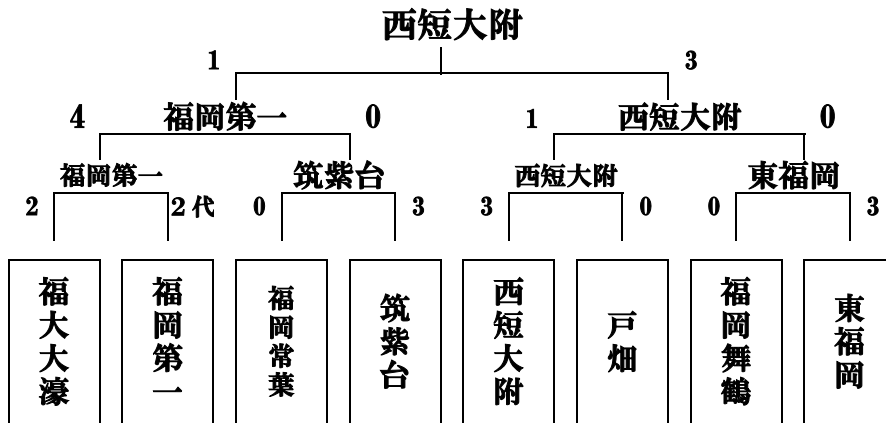 西短大附
1 3
4 福岡第一 0 1 西短大附 0
福岡第一 筑紫台 西短大附 東福岡
2 2代 0 3 3 0 0 3
福大大濠
福岡第一
福岡常葉
筑紫台
西短大附
戸畑
福岡舞鶴
東福岡